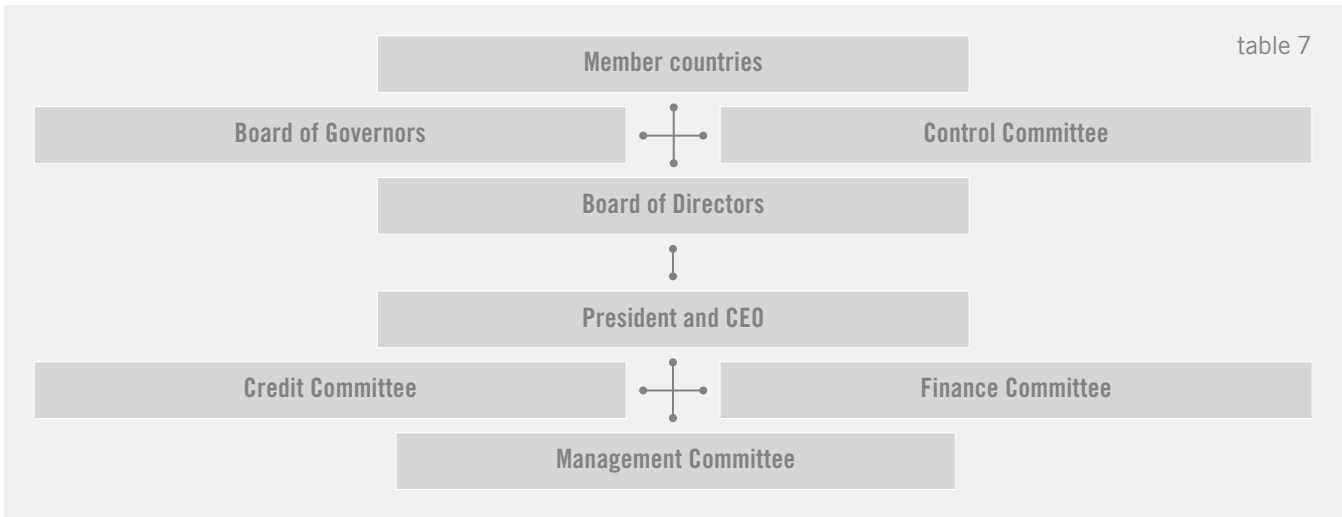 table 7
Member countries
Board of Governors
Control Committee
Board of Directors
President and CEO
Credit Committee
Finance Committee
Management Committee